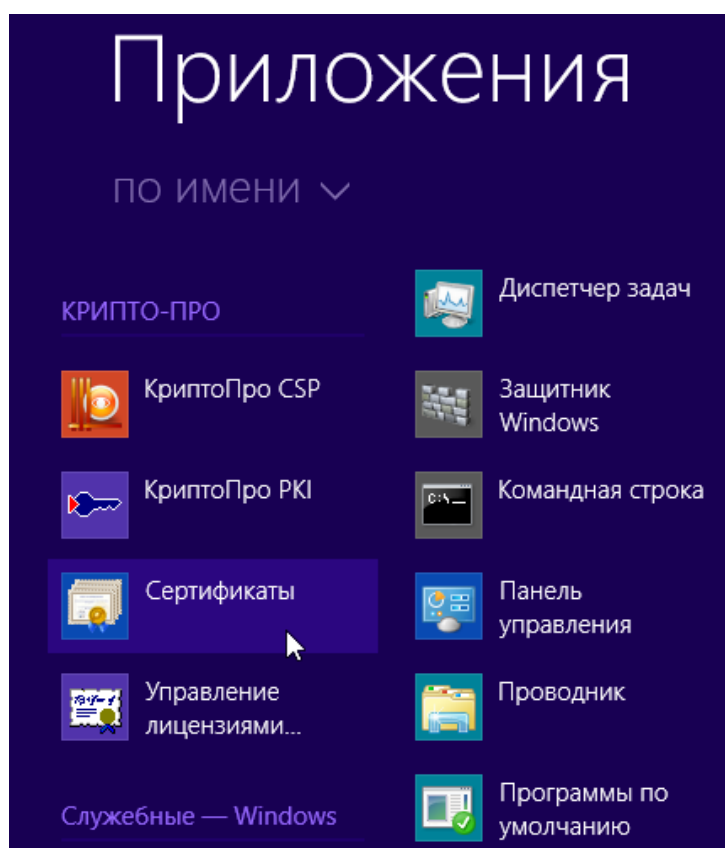 Приложения
по имени
КРИПТО-ПРО
КриптоПро CSP
КриптоПро PKI
Сертификаты
Управление
лицензиями...
Служебные — Windows
Диспетчер задач
Защитник
Windows
C:\_
Командная строка
Панель
управления
Проводник
Программы по
умолчанию